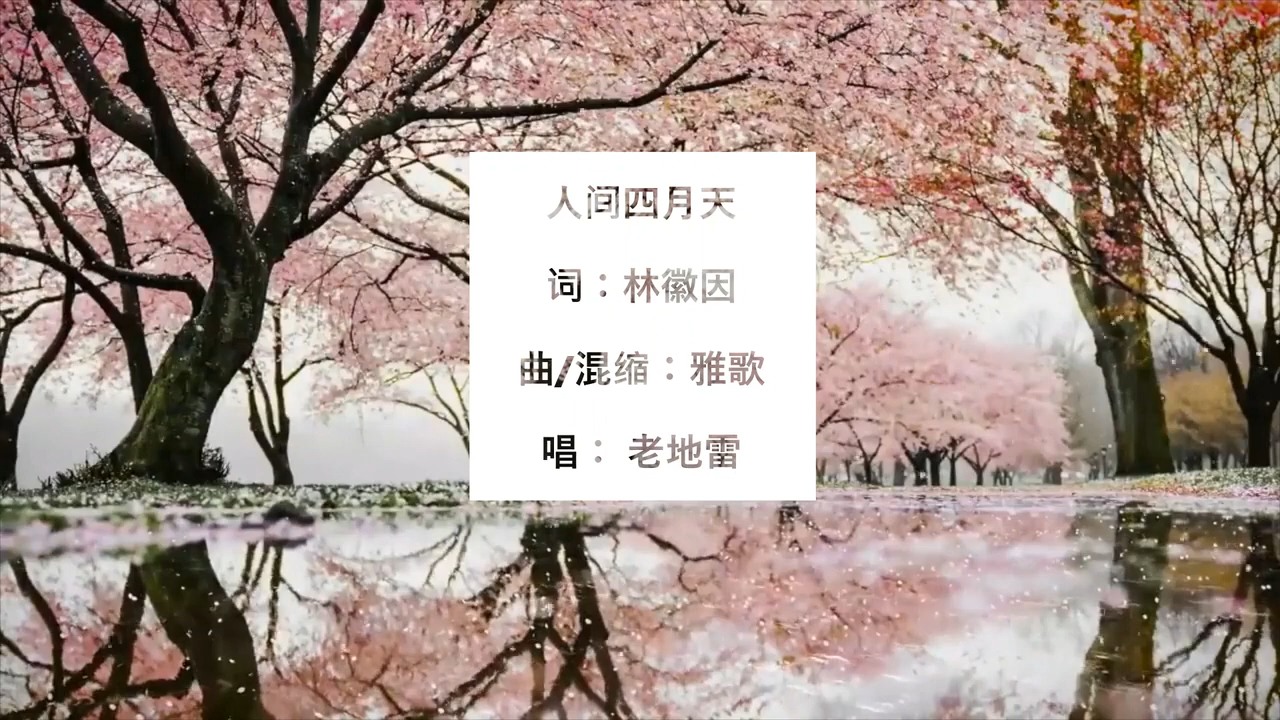 人间四月天
词：林徽因
曲/混缩：雅歌
唱： 老地雷